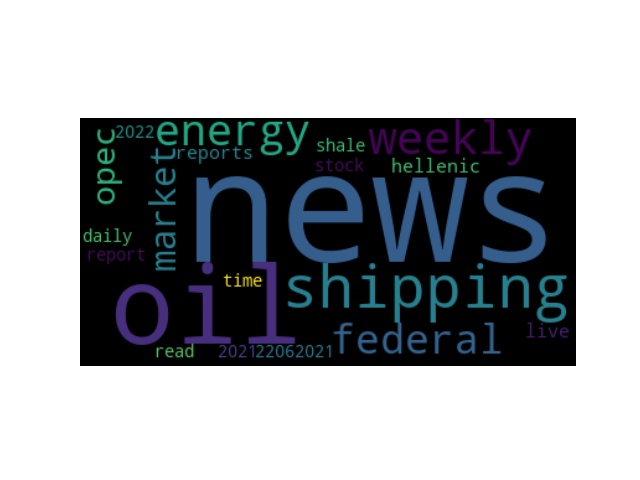 2022 energy weekly
opec
market
reports
shale
stock
hellenic
news
daily
report
oil
time
shipping
federal
live
read
2021 22062021